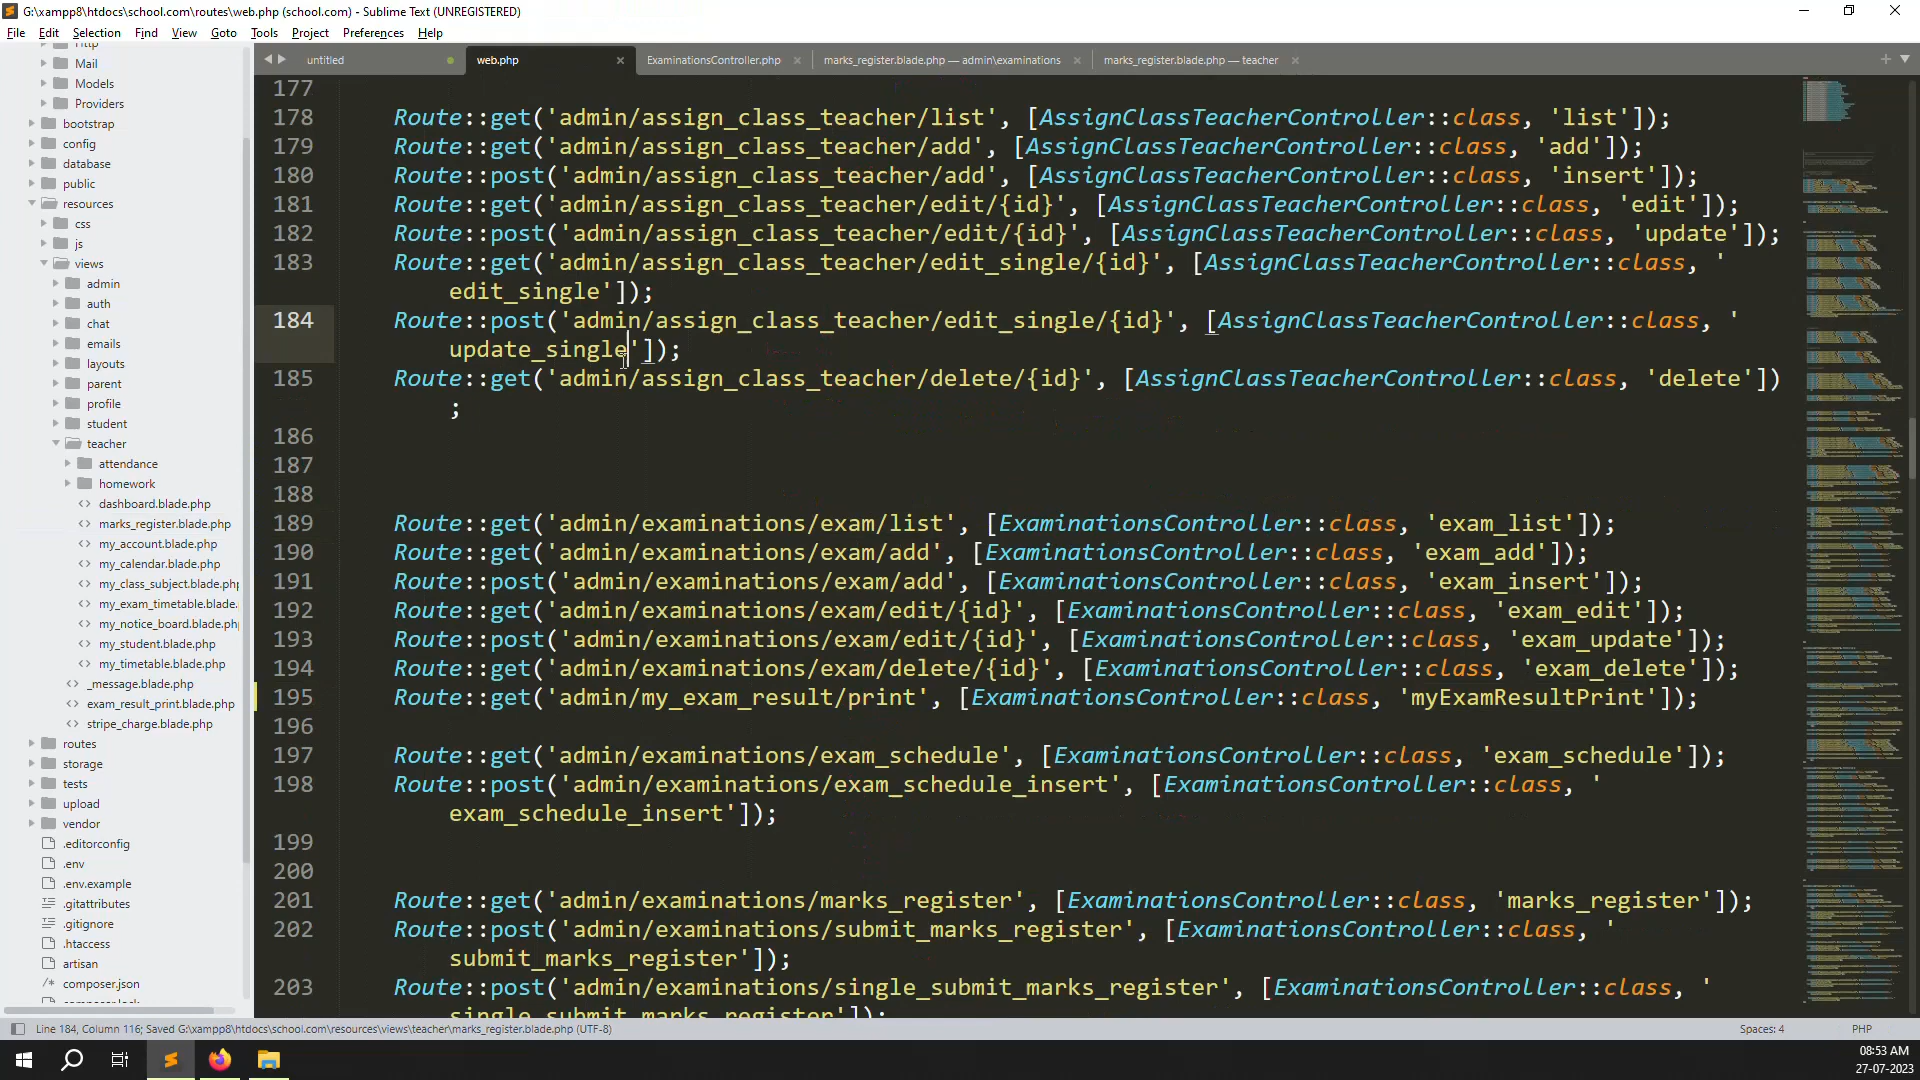 G:\xampp8\htdocs\school.com\routes\web.php (school.com) - Sublime Text (UNREGISTERED)
File Edit Selection Find View Goto Tools Project Preferences Help
untitled web.php ExaminationsController.php marks_register.blade.php — admin\examinations marks_register.blade.php — teacher
Http
Mail
Models
Providers
bootstrap
config
database
public
resources
css
js
views
admin
auth
chat
emails
layouts
parent
profile
student
teacher
attendance
homework
dashboard.blade.php
marks_register.blade.php
my_account.blade.php
my_calendar.blade.php
my_class_subject.blade.php
my_exam_timetable.blade.
my_notice_board.blade.ph
my_student.blade.php
my_timetable.blade.php
_message.blade.php
exam_result_print.blade.php
stripe_charge.blade.php
routes
storage
tests
upload
vendor
.editorconfig
.env
.env.example
.gitattributes
.gitignore
.htaccess
artisan
composer.json
composer.lock
177
178 Route::get('admin/assign_class_teacher/list', [AssignClassTeacherController::class, 'list']);
179 Route::get('admin/assign_class_teacher/add', [AssignClassTeacherController::class, 'add']);
180 Route::post('admin/assign_class_teacher/add', [AssignClassTeacherController::class, 'insert']);
181 Route::get('admin/assign_class_teacher/edit/{id}', [AssignClassTeacherController::class, 'edit']);
182 Route::post('admin/assign_class_teacher/edit/{id}', [AssignClassTeacherController::class, 'update']);
183 Route::get('admin/assign_class_teacher/edit_single/{id}', [AssignClassTeacherController::class, '
edit_single']);
184 Route::post('admin/assign_class_teacher/edit_single/{id}', [AssignClassTeacherController::class, '
update_single']);
185 Route::get('admin/assign_class_teacher/delete/{id}', [AssignClassTeacherController::class, 'delete'])
;
186
187
188
189 Route::get('admin/examinations/exam/list', [ExaminationsController::class, 'exam_list']);
190 Route::get('admin/examinations/exam/add', [ExaminationsController::class, 'exam_add']);
191 Route::post('admin/examinations/exam/add', [ExaminationsController::class, 'exam_insert']);
192 Route::get('admin/examinations/exam/edit/{id}', [ExaminationsController::class, 'exam_edit']);
193 Route::post('admin/examinations/exam/edit/{id}', [ExaminationsController::class, 'exam_update']);
194 Route::get('admin/examinations/exam/delete/{id}', [ExaminationsController::class, 'exam_delete']);
195 Route::get('admin/my_exam_result/print', [ExaminationsController::class, 'myExamResultPrint']);
196
197 Route::get('admin/examinations/exam_schedule', [ExaminationsController::class, 'exam_schedule']);
198 Route::post('admin/examinations/exam_schedule_insert', [ExaminationsController::class, '
exam_schedule_insert']);
199
200
201 Route::get('admin/examinations/marks_register', [ExaminationsController::class, 'marks_register']);
202 Route::post('admin/examinations/submit_marks_register', [ExaminationsController::class, '
submit_marks_register']);
203 Route::post('admin/examinations/single_submit_marks_register', [ExaminationsController::class, '
single_submit_marks_register']);
Line 184, Column 116; Saved G:\xampp8\htdocs\school.com\resources\views\teacher\marks_register.blade.php (UTF-8) Spaces: 4 PHP
08:53 AM
27-07-2023